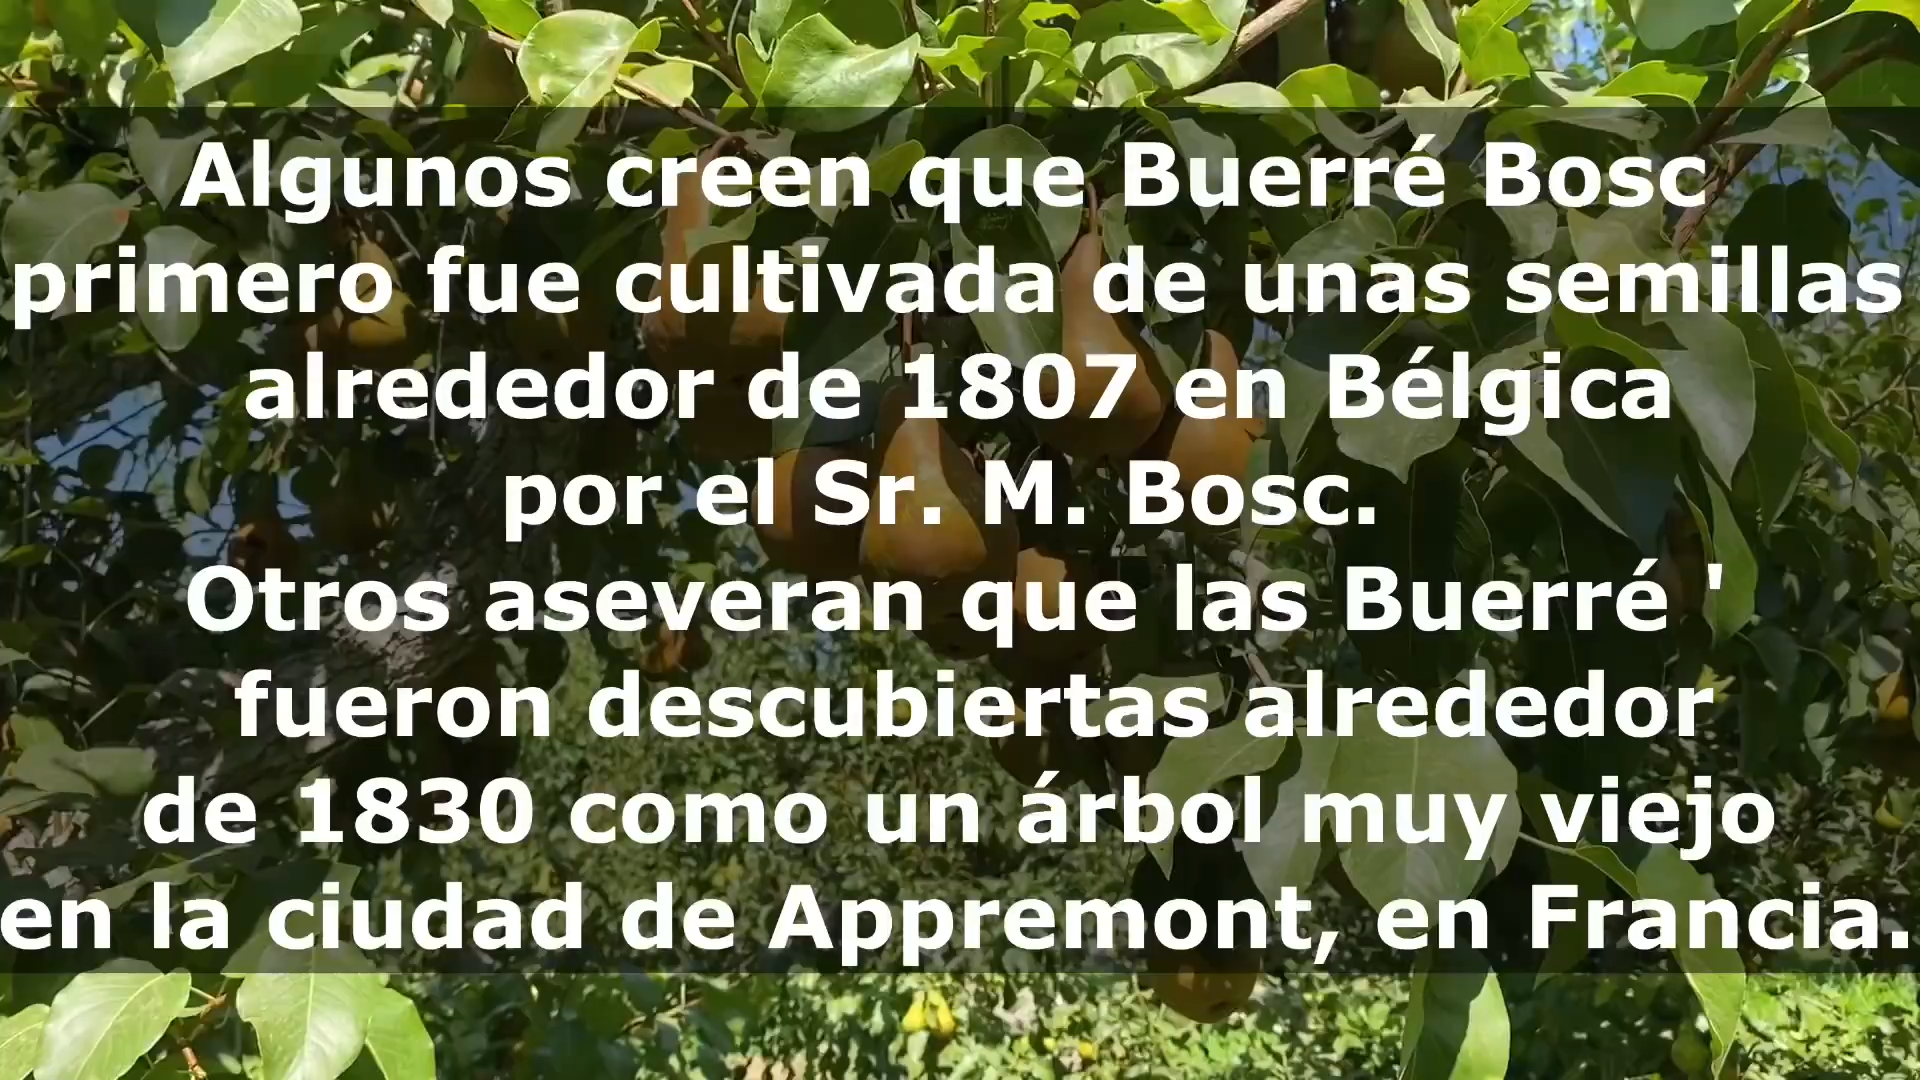 Algunos creen que Buerré Bosc
primero fue cultivada de unas semillas
alrededor de 1807 en Bélgica
por el Sr. M. Bosc.
Otros aseveran que las Buerré '
fueron descubiertas alrededor
de 1830 como un árbol muy viejo
en la ciudad de Appremont, en Francia.